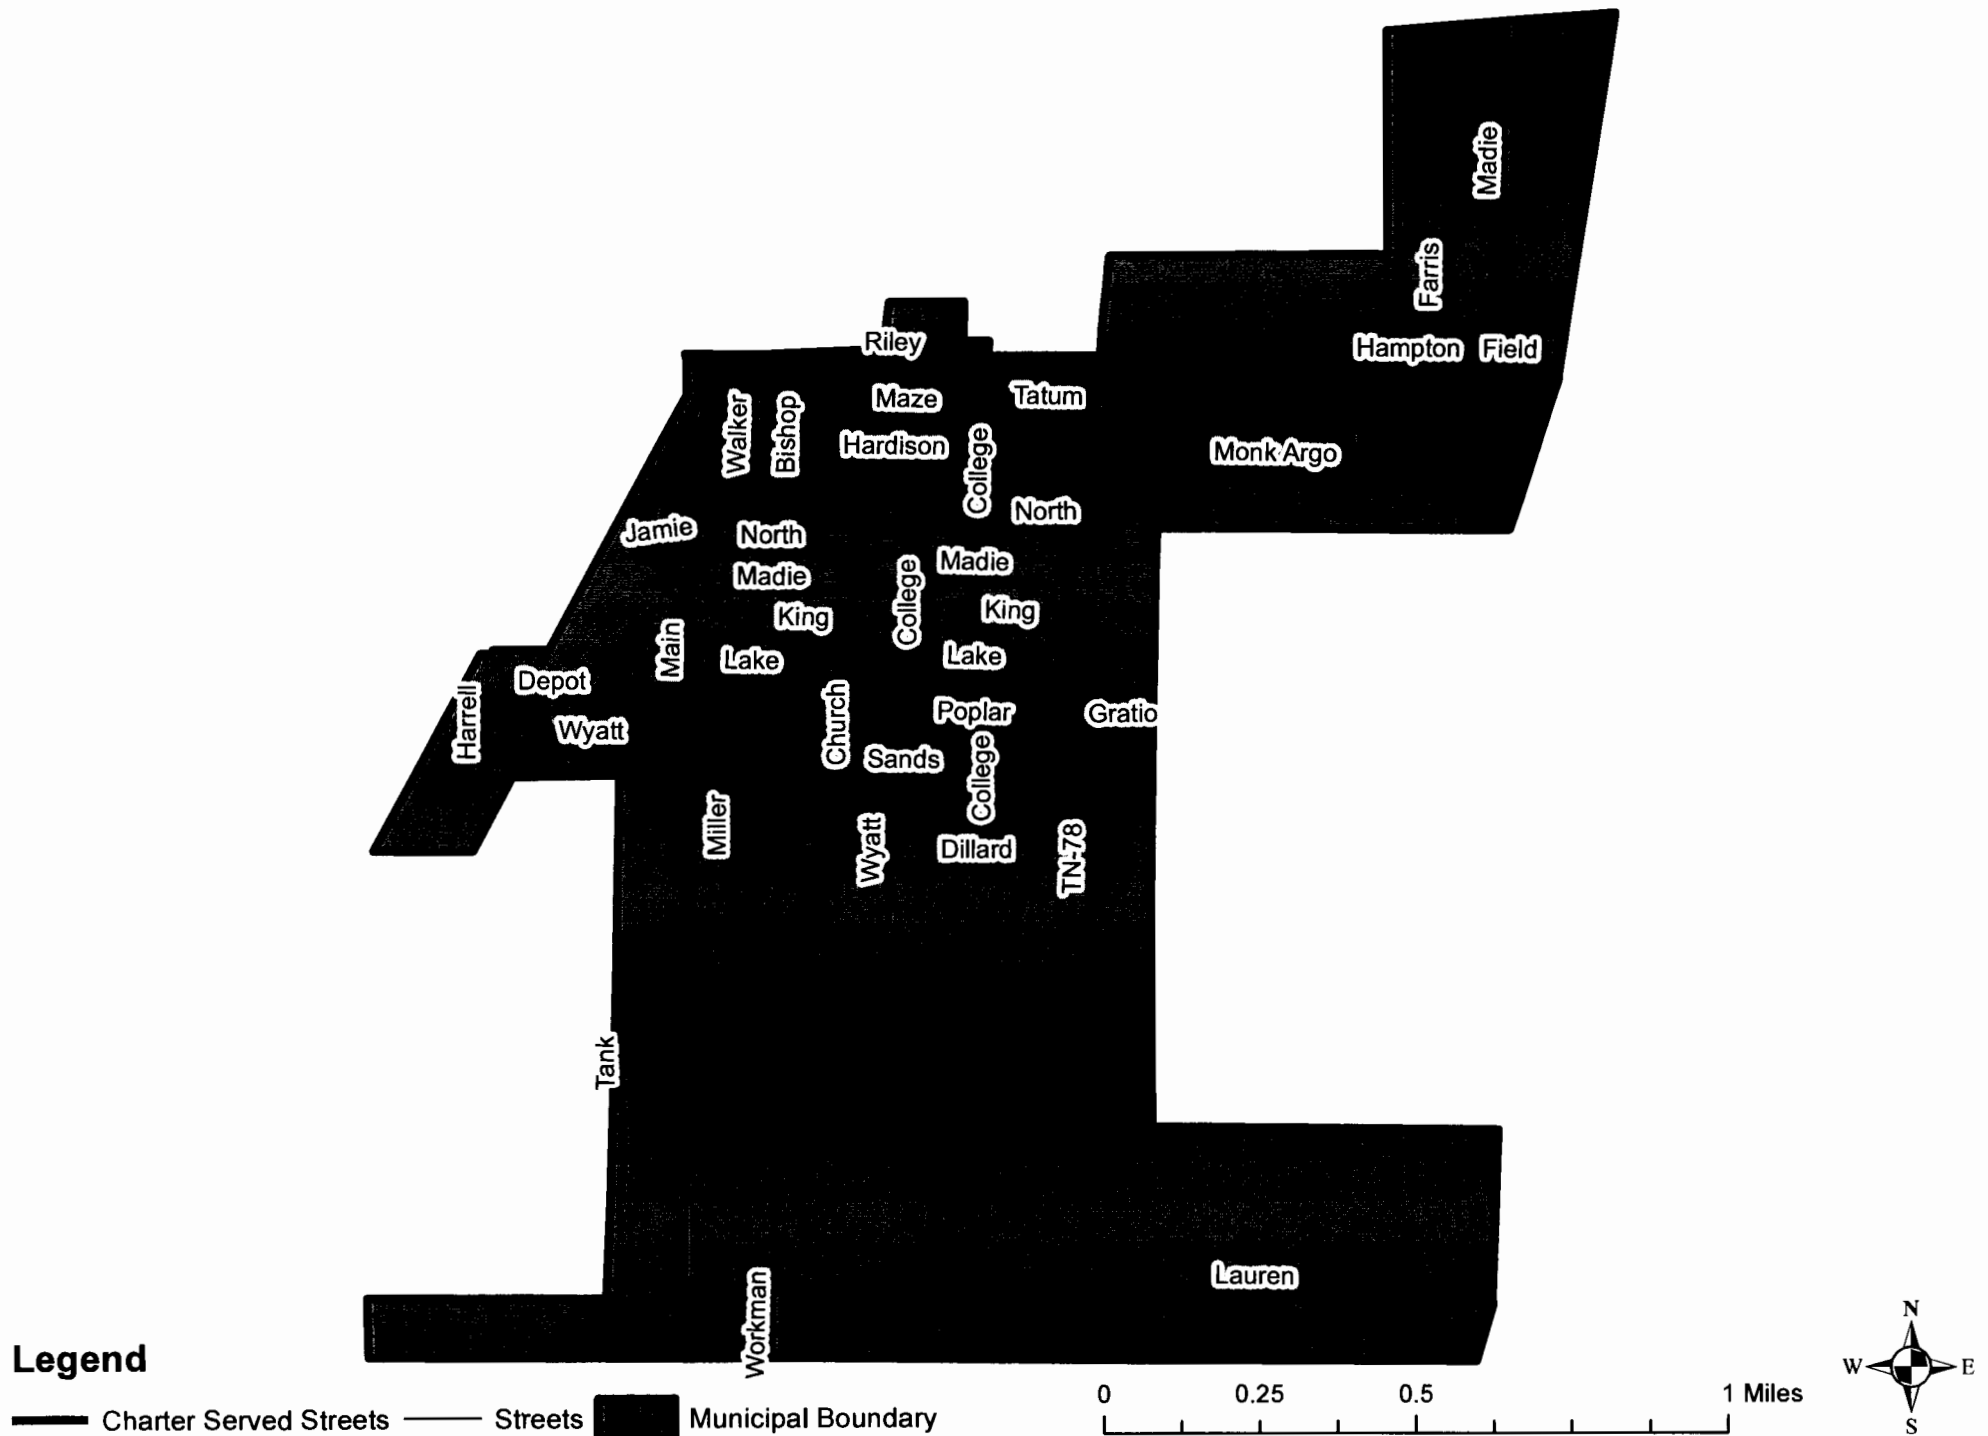 Madie
Farris
Hampton Field
Riley
Maze
Tatum
Walker
Bishop
Hardison
College
Monk Argo
North
Jamie
North
Madie
Madie
College
King
King
Main
Lake
Lake
Depot
Harrell
Wyatt
Church
Poplar
Gratio
Sands
College
Miller
Wyatt
Dillard
TN-78
Tank
Lauren
Workman
Legend
Charter Served Streets
Streets
Municipal Boundary
0 0.25 0.5 1 Miles
N
W E
S